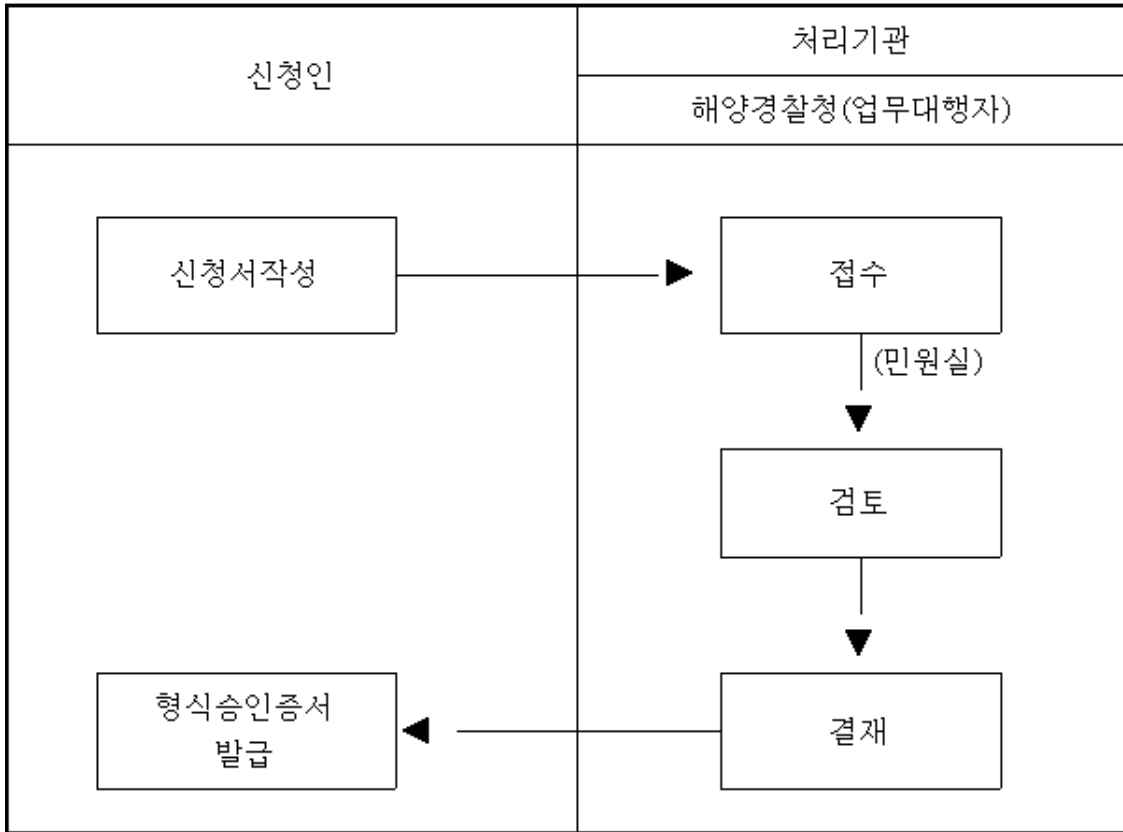 신청인
처리기관
해양경찰청(업무대행자)
신청서작성
접수
(민원실)
검토
결재
형식승인증서
발급